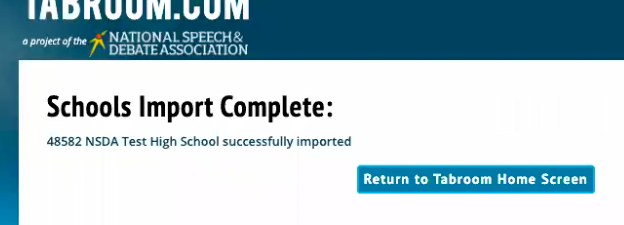 TABROOM.COM
a project of the NATIONAL SPEECH &
DEBATE ASSOCIATION
Schools Import Complete:
48582 NSDA Test High School successfully imported
Return to Tabroom Home Screen